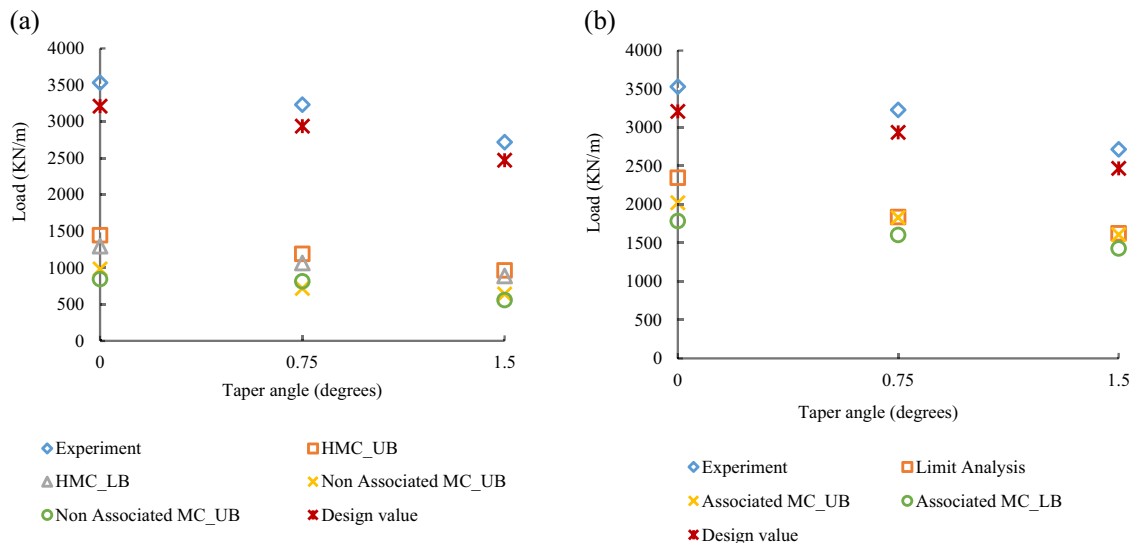 (a)
4000
3500
3000
2500
2000
1500
1000
500
0
Load (KN/m)
0 0.75 1.5
Taper angle (degrees)
Experiment HMC_UB
HMC_LB Non Associated MC_UB
Non Associated MC_UB Design value
(b)
4000
3500
3000
2500
2000
1500
1000
500
0
Load (KN/m)
0 0.75 1.5
Taper angle (degrees)
Experiment Limit Analysis
Associated MC_UB Associated MC_LB
Design value